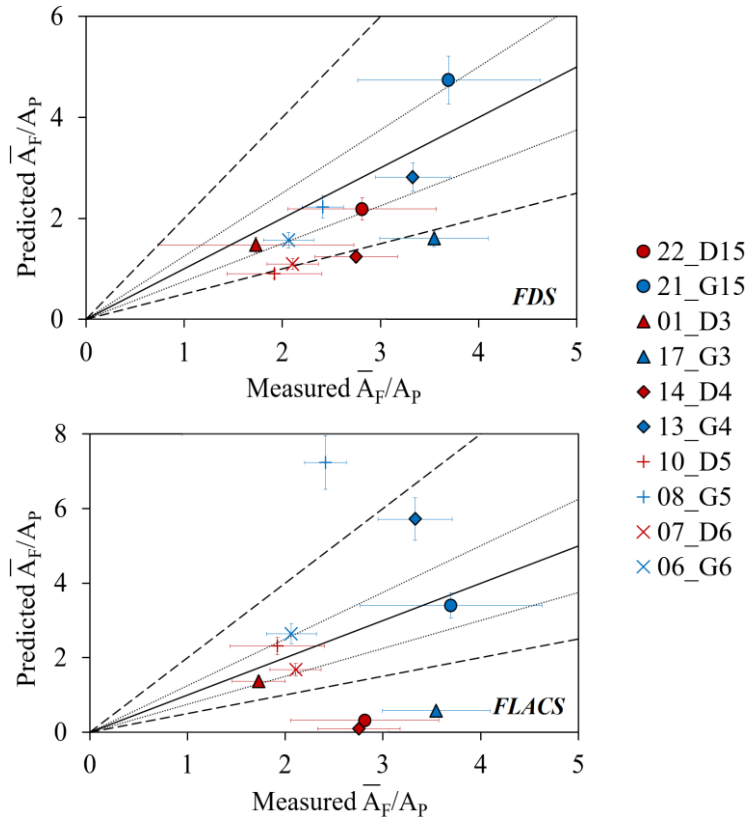 6
4
2
0
0 1 2 3 4 5
Predicted A̅F/AP
Measured A̅F/AP
FDS
8
6
4
2
0
0 1 2 3 4 5
Predicted A̅F/AP
Measured A̅F/AP
FLACS
22_D15
21_G15
01_D3
17_G3
14_D4
13_G4
10_D5
08_G5
07_D6
06_G6